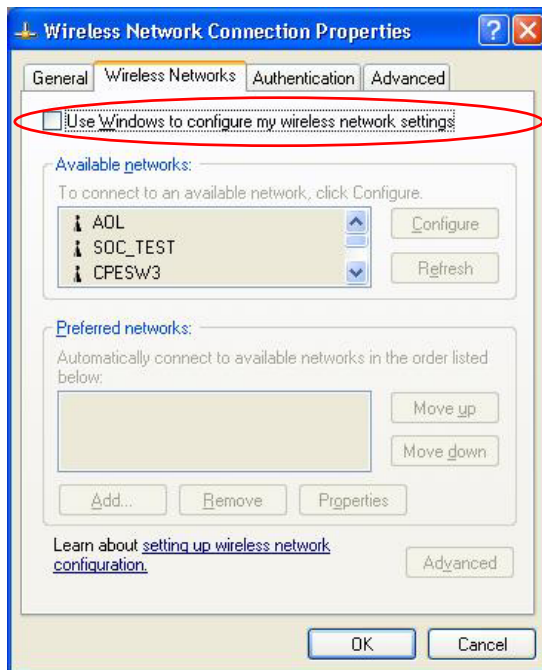 Wireless Network Connection Properties
General Wireless Networks Authentication Advanced
Use Windows to configure my wireless network settings
Available networks:
To connect to an available network, click Configure.
AOL
SOC_TEST
CPESW3
Configure
Refresh
Preferred networks:
Automatically connect to available networks in the order listed
below:
Move up
Move down
Add... Remove Properties
Learn about setting up wireless network
configuration.
Advanced
OK Cancel